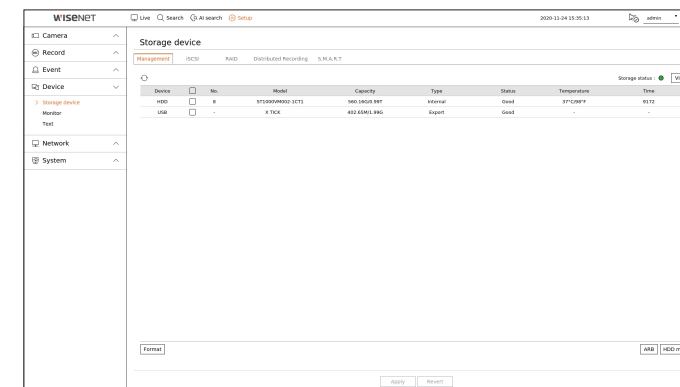 WISENET Live Search AI search Setup 2020-11-24 15:35:13 admin
Camera
Record
Event
Device
Storage device
Monitor
Text
Network
System
Storage device
Management iSCSI RAID Distributed Recording S.M.A.R.T
Storage status :
Device No. Model Capacity Type Status Temperature Time
HDD 8 ST1000VM002-1CT1 560.16G/0.99T Internal Good 37°C/98°F 9172
USB - X TICK 402.65M/1.99G Export Good - -
Format ARB HDD m
Apply Revert